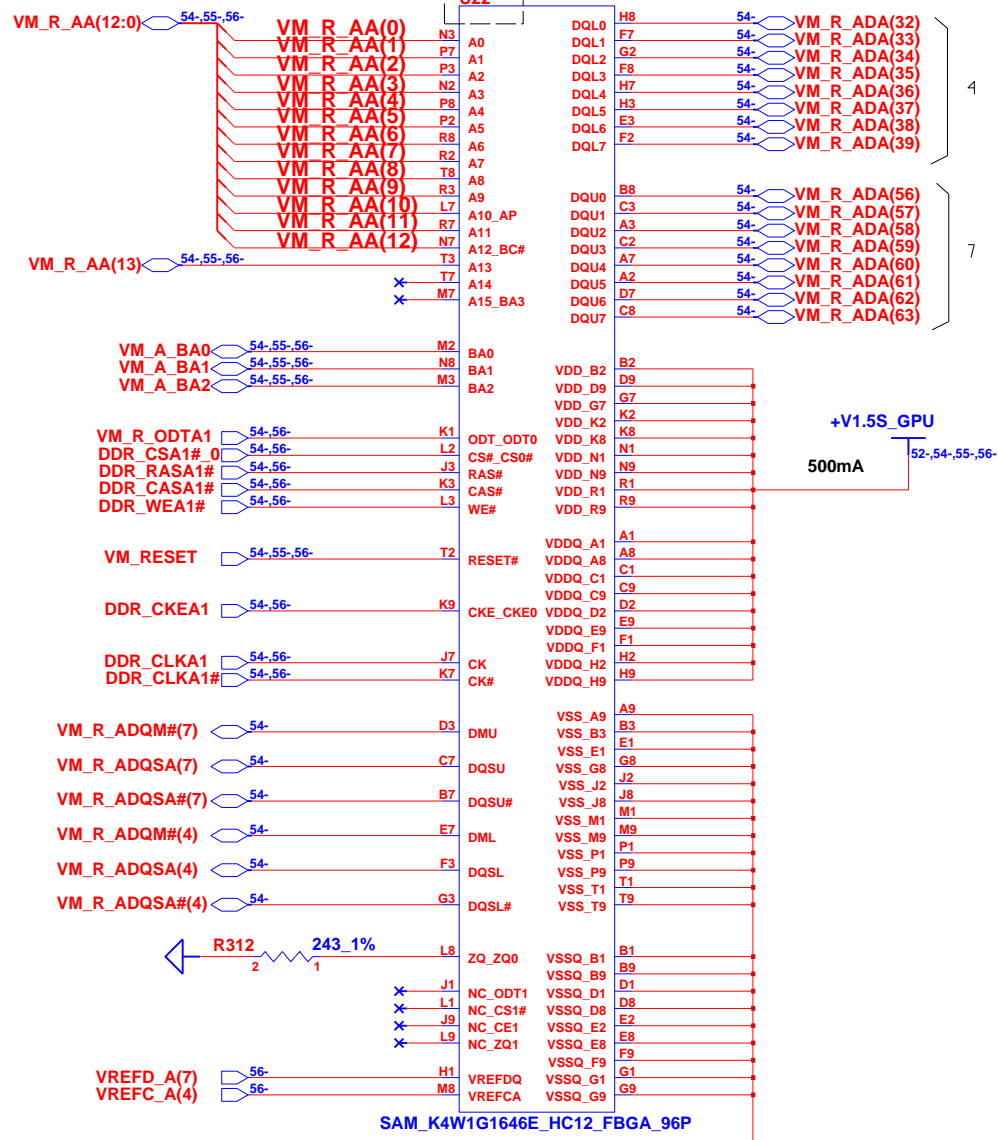 U22
VM_R_AA(12:0) 54-,55-,56-
VM_R_AA(0) N3 A0
VM_R_AA(1) P7 A1
VM_R_AA(2) P3 A2
VM_R_AA(3) N2 A3
VM_R_AA(4) P8 A4
VM_R_AA(5) P2 A5
VM_R_AA(6) R8 A6
VM_R_AA(7) R2 A7
VM_R_AA(8) T8 A8
VM_R_AA(9) R3 A9
VM_R_AA(10) L7 A10_AP
VM_R_AA(11) R7 A11
VM_R_AA(12) N7 A12_BC#
VM_R_AA(13) 54-,55-,56- T3 A13
T7 A14
M7 A15_BA3
VM_A_BA0 54-,55-,56- M2 BA0
VM_A_BA1 54-,55-,56- N8 BA1
VM_A_BA2 54-,55-,56- M3 BA2
VM_R_ODTA1 54-,56- K1 ODT_ODT0
DDR_CSA1#_0 54-,56- L2 CS#_CS0#
DDR_RASA1# 54-,56- J3 RAS#
DDR_CASA1# 54-,56- K3 CAS#
DDR_WEA1# 54-,56- L3 WE#
VM_RESET 54-,55-,56- T2 RESET#
DDR_CKEA1 54-,56- K9 CKE_CKE0
DDR_CLKA1 54-,56- J7 CK
DDR_CLKA1# 54-,56- K7 CK#
VM_R_ADQM#(7) 54- D3 DMU
VM_R_ADQSA(7) 54- C7 DQSU
VM_R_ADQSA#(7) 54- B7 DQSU#
VM_R_ADQM#(4) 54- E7 DML
VM_R_ADQSA(4) 54- F3 DQSL
VM_R_ADQSA#(4) 54- G3 DQSL#
R312 243_1% L8 ZQ_ZQ0
2 1
J1 NC_ODT1
L1 NC_CS1#
J9 NC_CE1
L9 NC_ZQ1
VREFD_A(7) 56- H1 VREFDQ
VREFC_A(4) 56- M8 VREFCA
DQL0 H8 54- VM_R_ADA(32)
DQL1 F7 54- VM_R_ADA(33)
DQL2 G2 54- VM_R_ADA(34)
DQL3 F8 54- VM_R_ADA(35)
DQL4 H7 54- VM_R_ADA(36)
DQL5 H3 54- VM_R_ADA(37)
DQL6 E3 54- VM_R_ADA(38)
DQL7 F2 54- VM_R_ADA(39)
4
DQU0 B8 54- VM_R_ADA(56)
DQU1 C3 54- VM_R_ADA(57)
DQU2 A3 54- VM_R_ADA(58)
DQU3 C2 54- VM_R_ADA(59)
DQU4 A7 54- VM_R_ADA(60)
DQU5 A2 54- VM_R_ADA(61)
DQU6 D7 54- VM_R_ADA(62)
DQU7 C8 54- VM_R_ADA(63)
7
VDD_B2 B2
VDD_D9 D9
VDD_G7 G7
VDD_K2 K2
VDD_K8 K8
VDD_N1 N1
VDD_N9 N9
VDD_R1 R1
VDD_R9 R9
+V1.5S_GPU
52-,54-,55-,56-
500mA
VDDQ_A1 A1
VDDQ_A8 A8
VDDQ_C1 C1
VDDQ_C9 C9
VDDQ_D2 D2
VDDQ_E9 E9
VDDQ_F1 F1
VDDQ_H2 H2
VDDQ_H9 H9
VSS_A9 A9
VSS_B3 B3
VSS_E1 E1
VSS_G8 G8
VSS_J2 J2
VSS_J8 J8
VSS_M1 M1
VSS_M9 M9
VSS_P1 P1
VSS_P9 P9
VSS_T1 T1
VSS_T9 T9
VSSQ_B1 B1
VSSQ_B9 B9
VSSQ_D1 D1
VSSQ_D8 D8
VSSQ_E2 E2
VSSQ_E8 E8
VSSQ_F9 F9
VSSQ_G1 G1
VSSQ_G9 G9
SAM_K4W1G1646E_HC12_FBGA_96P